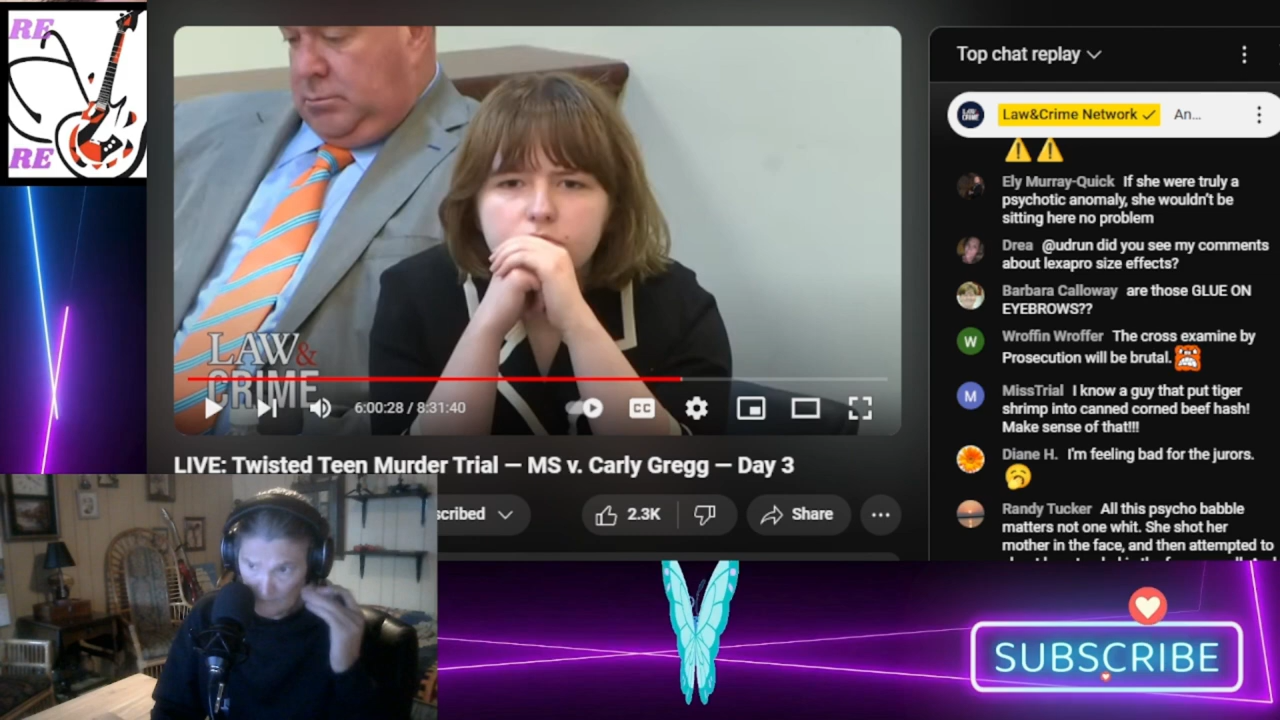 RE
RE
LAW&
CRIME
6:00:28 / 8:31:40
CC
LIVE: Twisted Teen Murder Trial — MS v. Carly Gregg — Day 3
scribed
2.3K
Share
Top chat replay
Law&Crime Network An...
Ely Murray-Quick If she were truly a
psychotic anomaly, she wouldn't be
sitting here no problem
Drea @udrun did you see my comments
about lexapro size effects?
Barbara Calloway are those GLUE ON
EYEBROWS??
W
Wroffin Wroffer The cross examine by
Prosecution will be brutal.
M
MissTrial I know a guy that put tiger
shrimp into canned corned beef hash!
Make sense of that!!!
Diane H. I'm feeling bad for the jurors.
Randy Tucker All this psycho babble
matters not one whit. She shot her
mother in the face, and then attempted to
SUBSCRIBE